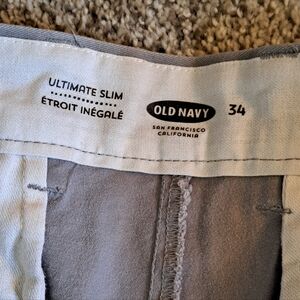 ULTIMATE SLIM
ÉTROIT INÉGALÉ
OLD NAVY
SAN FRANCISCO
CALIFORNIA
34